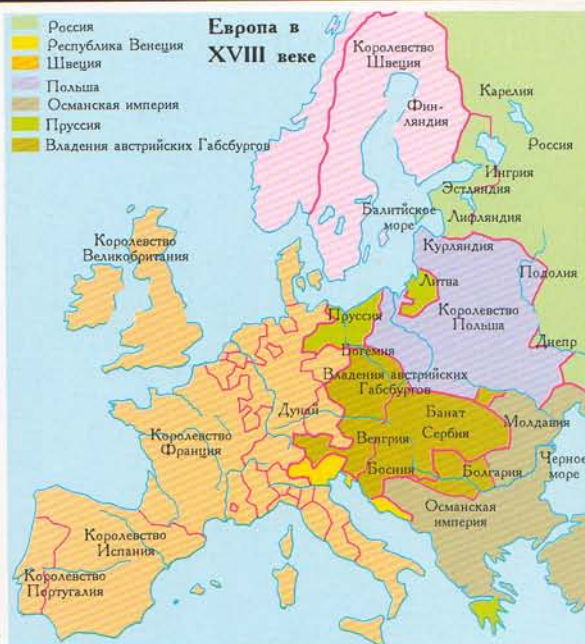 Европа в
XVIII веке
Россия
Республика Венеция
Швеция
Польша
Османская империя
Пруссия
Владения австрийских Габсбургов
Королевство
Швеция
Фин-
ляндия
Карелия
Россия
Ингрия
Эстляндия
Лифляндия
Балитйское
море
Курляндия
Королевство
Великобритания
Литва
Подолия
Королевство
Польша
Пруссия
Днепр
Богемия
Владения австрийских
Габсбургов
Дунай
Банат
Молдавия
Сербия
Венгрия
Королевство
Франция
Черное
море
Босния
Болгария
Османская
империя
Королевство
Испания
Королевство
Португалия